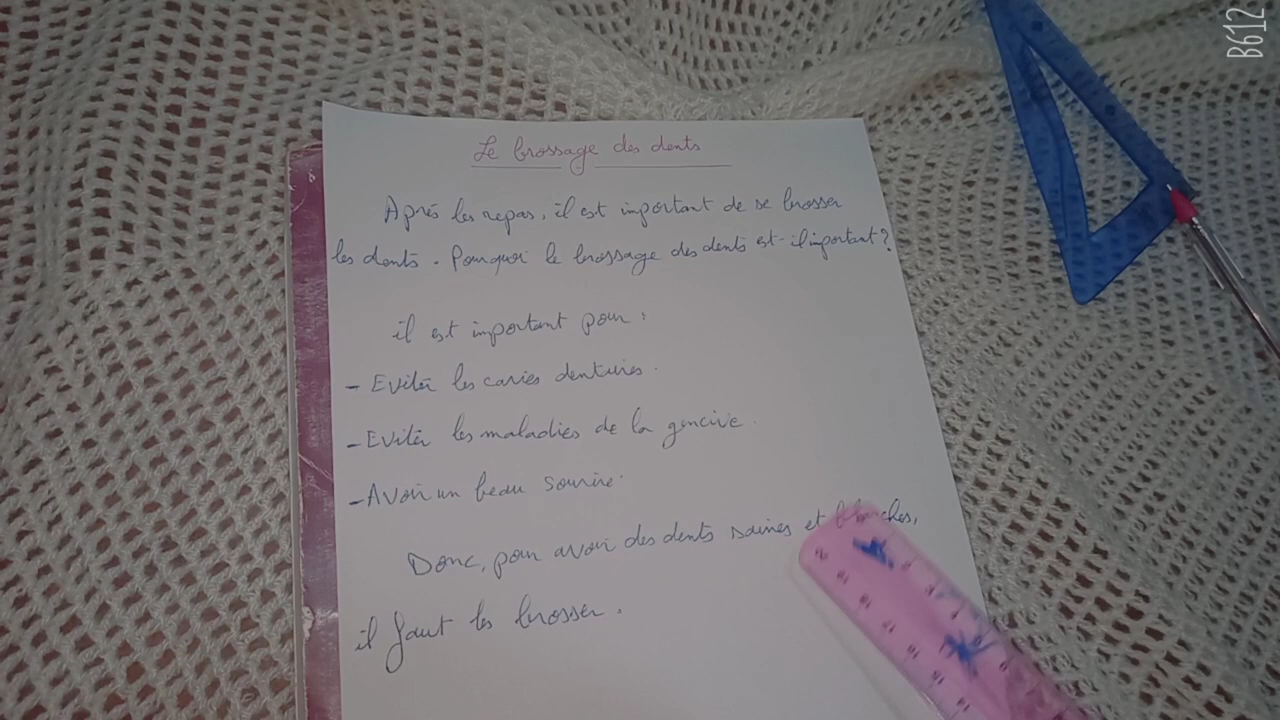 Le brossage des dents
Après les repas, il est important de se brosser
les dents. Pourquoi le brossage des dents est-il important?
il est important pour :
- Eviter les caries dentures.
- Eviter les maladies de la gencive.
- Avoir un beau sourire.
Donc, pour avoir des dents saines et blanches,
il faut les brosser.
B612